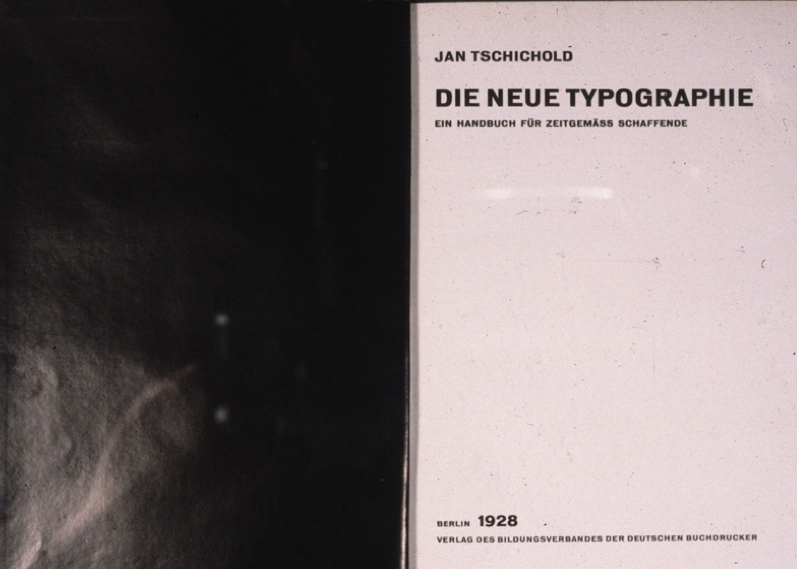 JAN TSCHICHOLD
DIE NEUE TYPOGRAPHIE
EIN HANDBUCH FÜR ZEITGEMÄSS SCHAFFENDE
BERLIN 1928
VERLAG DES BILDUNGSVERBANDES DER DEUTSCHEN BUCHDRUCKER